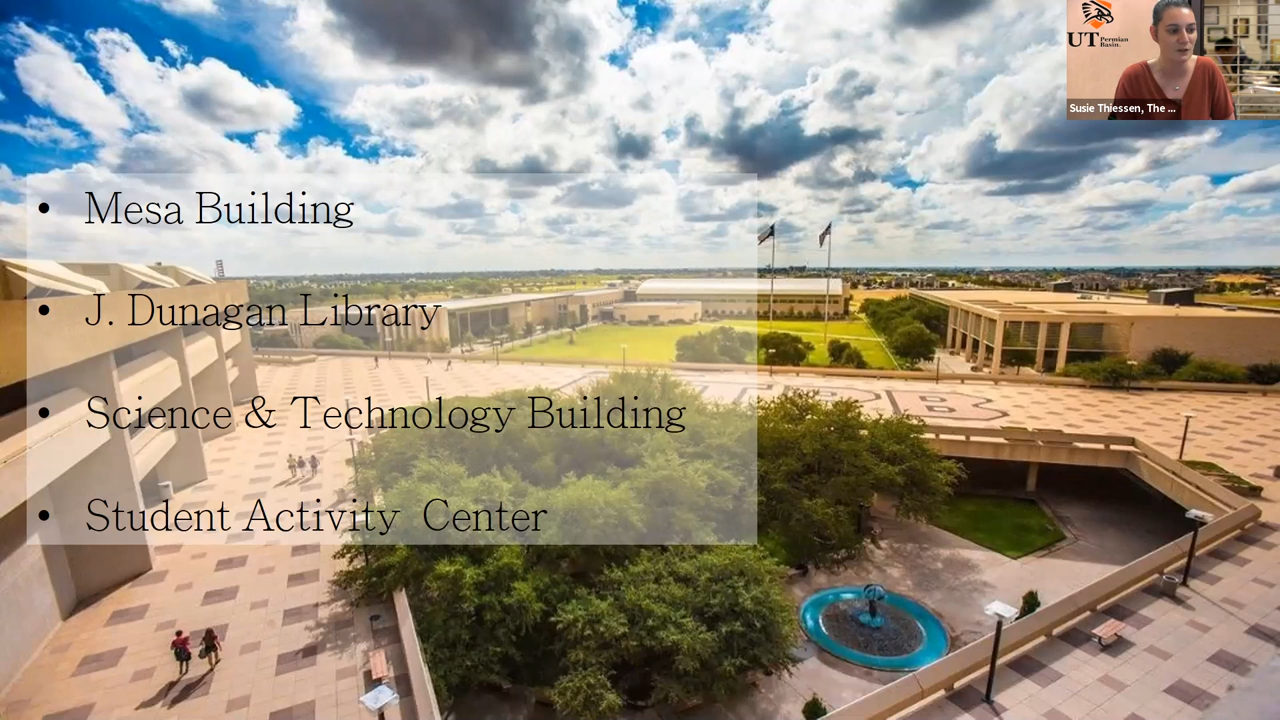 UT Permian
Basin.
Susie Thiessen, The ...
• Mesa Building
• J. Dunagan Library
• Science & Technology Building
• Student Activity Center